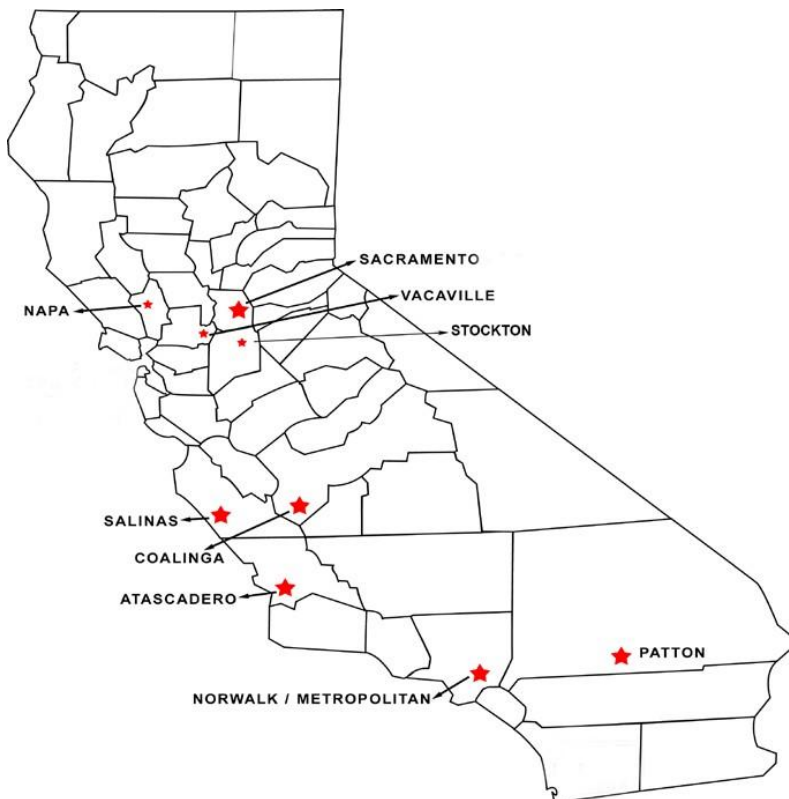 SACRAMENTO
VACAVILLE
NAPA
STOCKTON
SALINAS
COALINGA
ATASCADERO
PATTON
NORWALK / METROPOLITAN